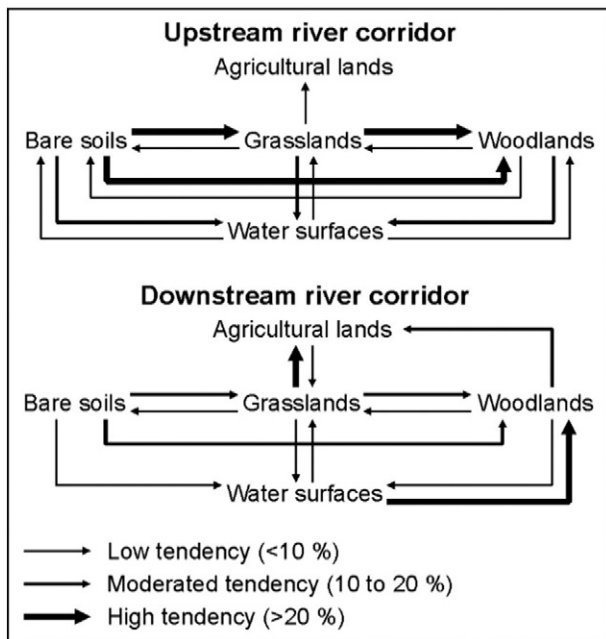 Upstream river corridor
Agricultural lands
Bare soils Grasslands Woodlands
Water surfaces
Downstream river corridor
Agricultural lands
Bare soils Grasslands Woodlands
Water surfaces
Low tendency (<10 %)
Moderated tendency (10 to 20 %)
High tendency (>20 %)